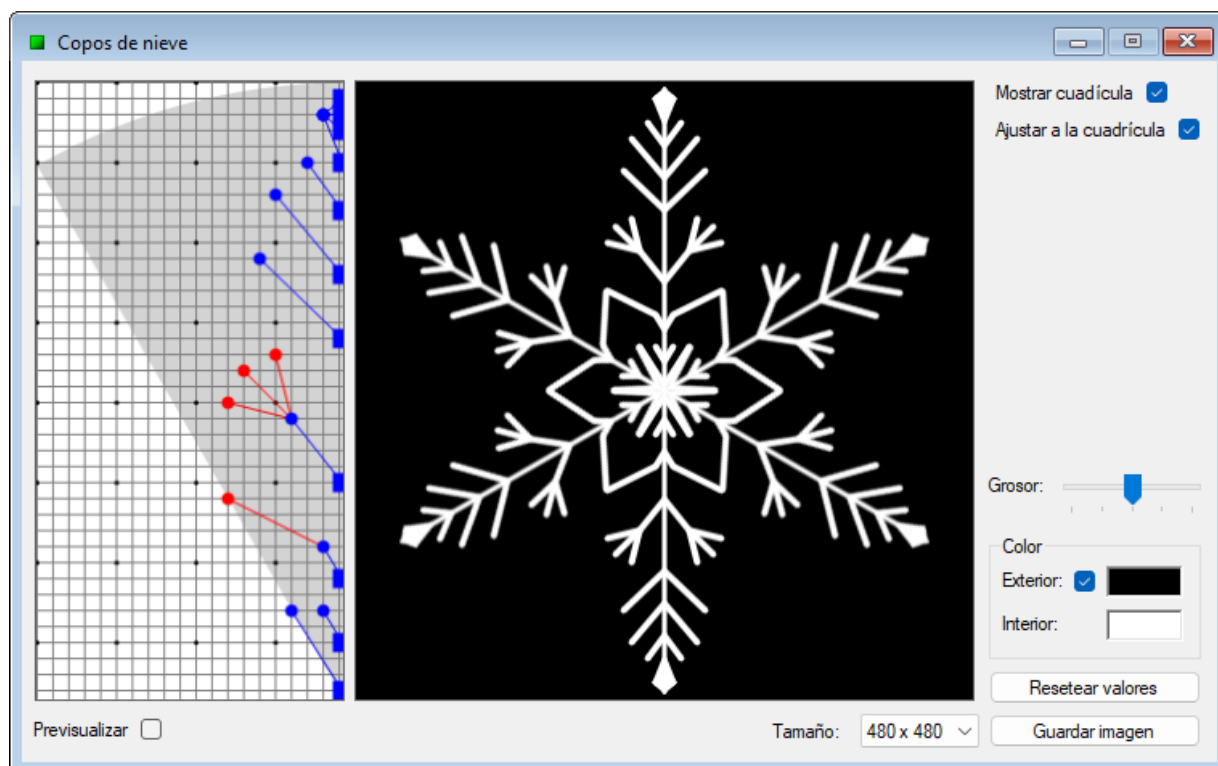 Copos de nieve
Mostrar cuadícula
Ajustar a la cuadrícula
Grosor:
Color
Exterior:
Interior:
Resetear valores
Previsualizar
Tamaño:
480 x 480
Guardar imagen